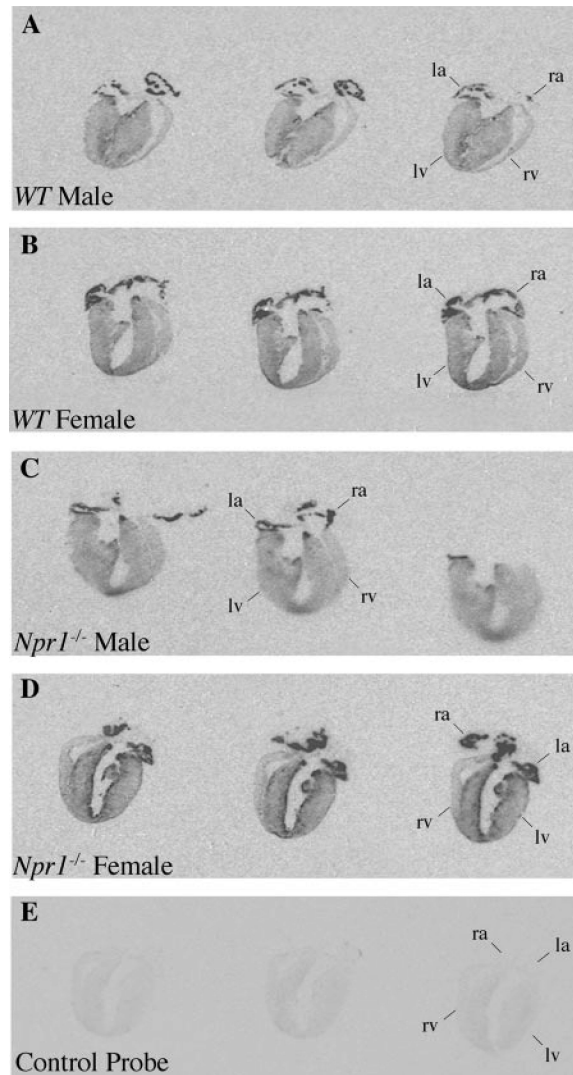 A
la
ra
lv
rv
WT Male
B
la
ra
lv
rv
WT Female
C
la
ra
lv
rv
Npr1-/- Male
D
ra
la
rv
lv
Npr1-/- Female
E
ra
la
rv
lv
Control Probe